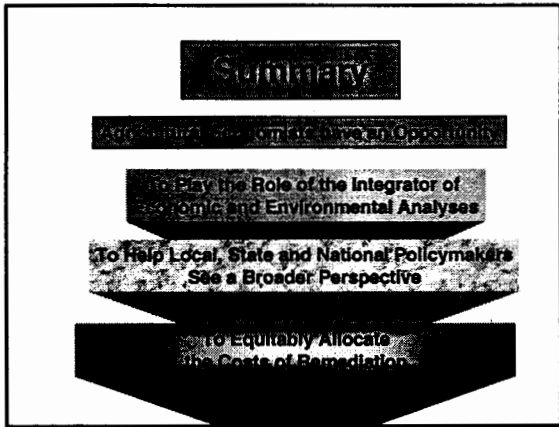 Summary
Agricultural Economists have an Opportunity
To Play the Role of the Integrator of
Economic and Environmental Analyses
To Help Local, State and National Policymakers
See a Broader Perspective
To Equitably Allocate
the Costs of Remediation